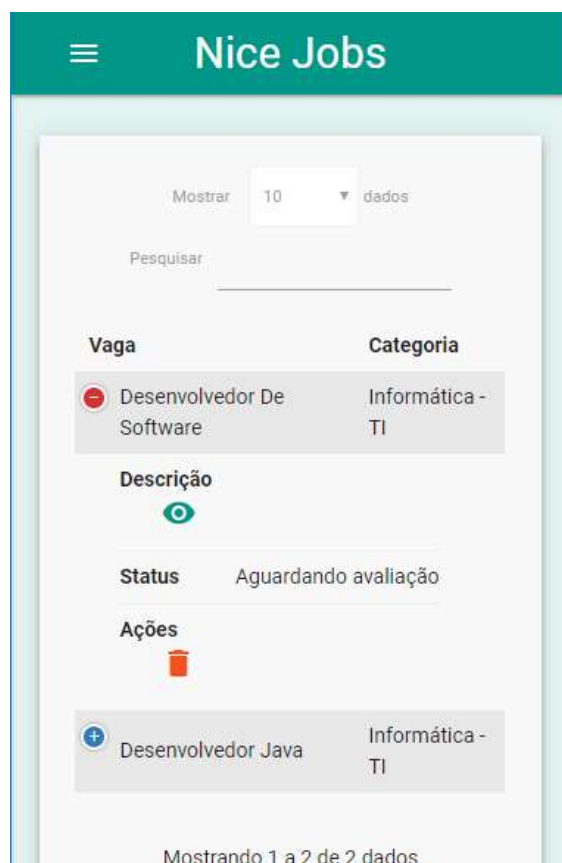 Nice Jobs
Mostrar 10 dados
Pesquisar
Vaga Categoria
Desenvolvedor De Informática -
Software TI
Descrição
Status Aguardando avaliação
Ações
Informática -
Desenvolvedor Java TI
Mostrando 1 a 2 de 2 dados